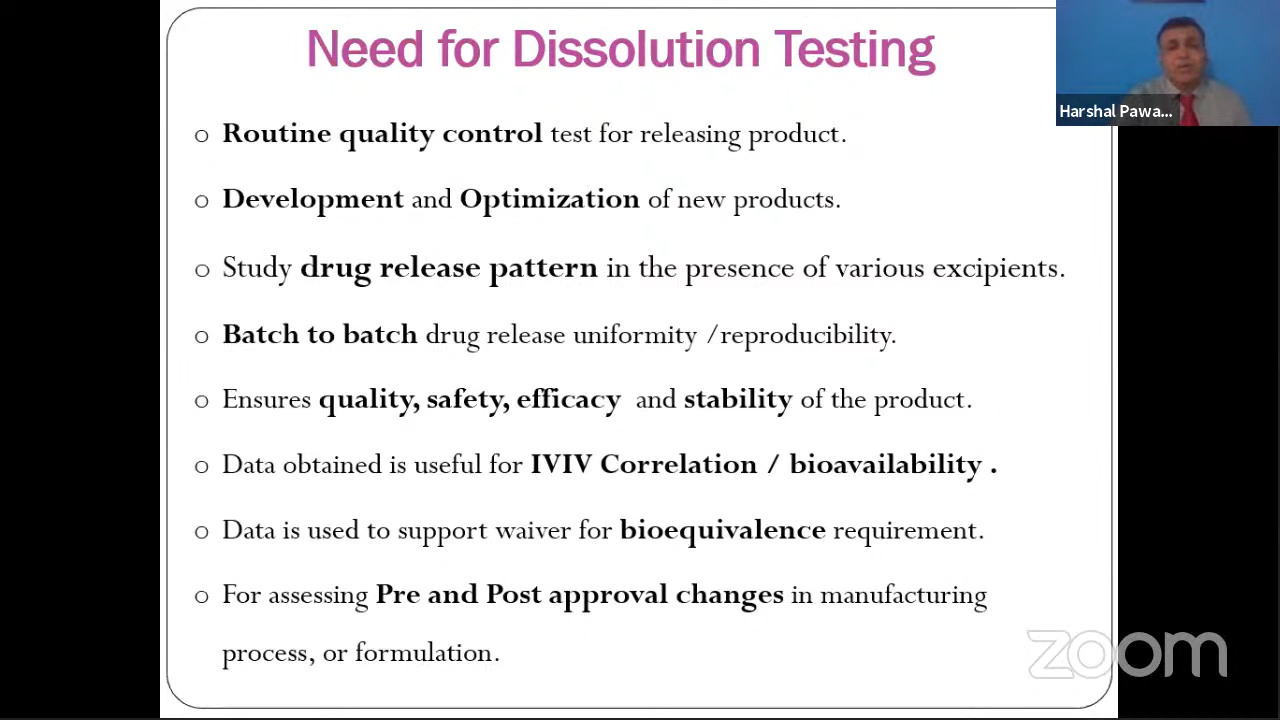 Need for Dissolution Testing
Harshal Pawa...
o Routine quality control test for releasing product.
o Development and Optimization of new products.
o Study drug release pattern in the presence of various excipients.
o Batch to batch drug release uniformity /reproducibility.
o Ensures quality, safety, efficacy and stability of the product.
o Data obtained is useful for IVIV Correlation / bioavailability .
o Data is used to support waiver for bioequivalence requirement.
o For assessing Pre and Post approval changes in manufacturing
process, or formulation.
zoom